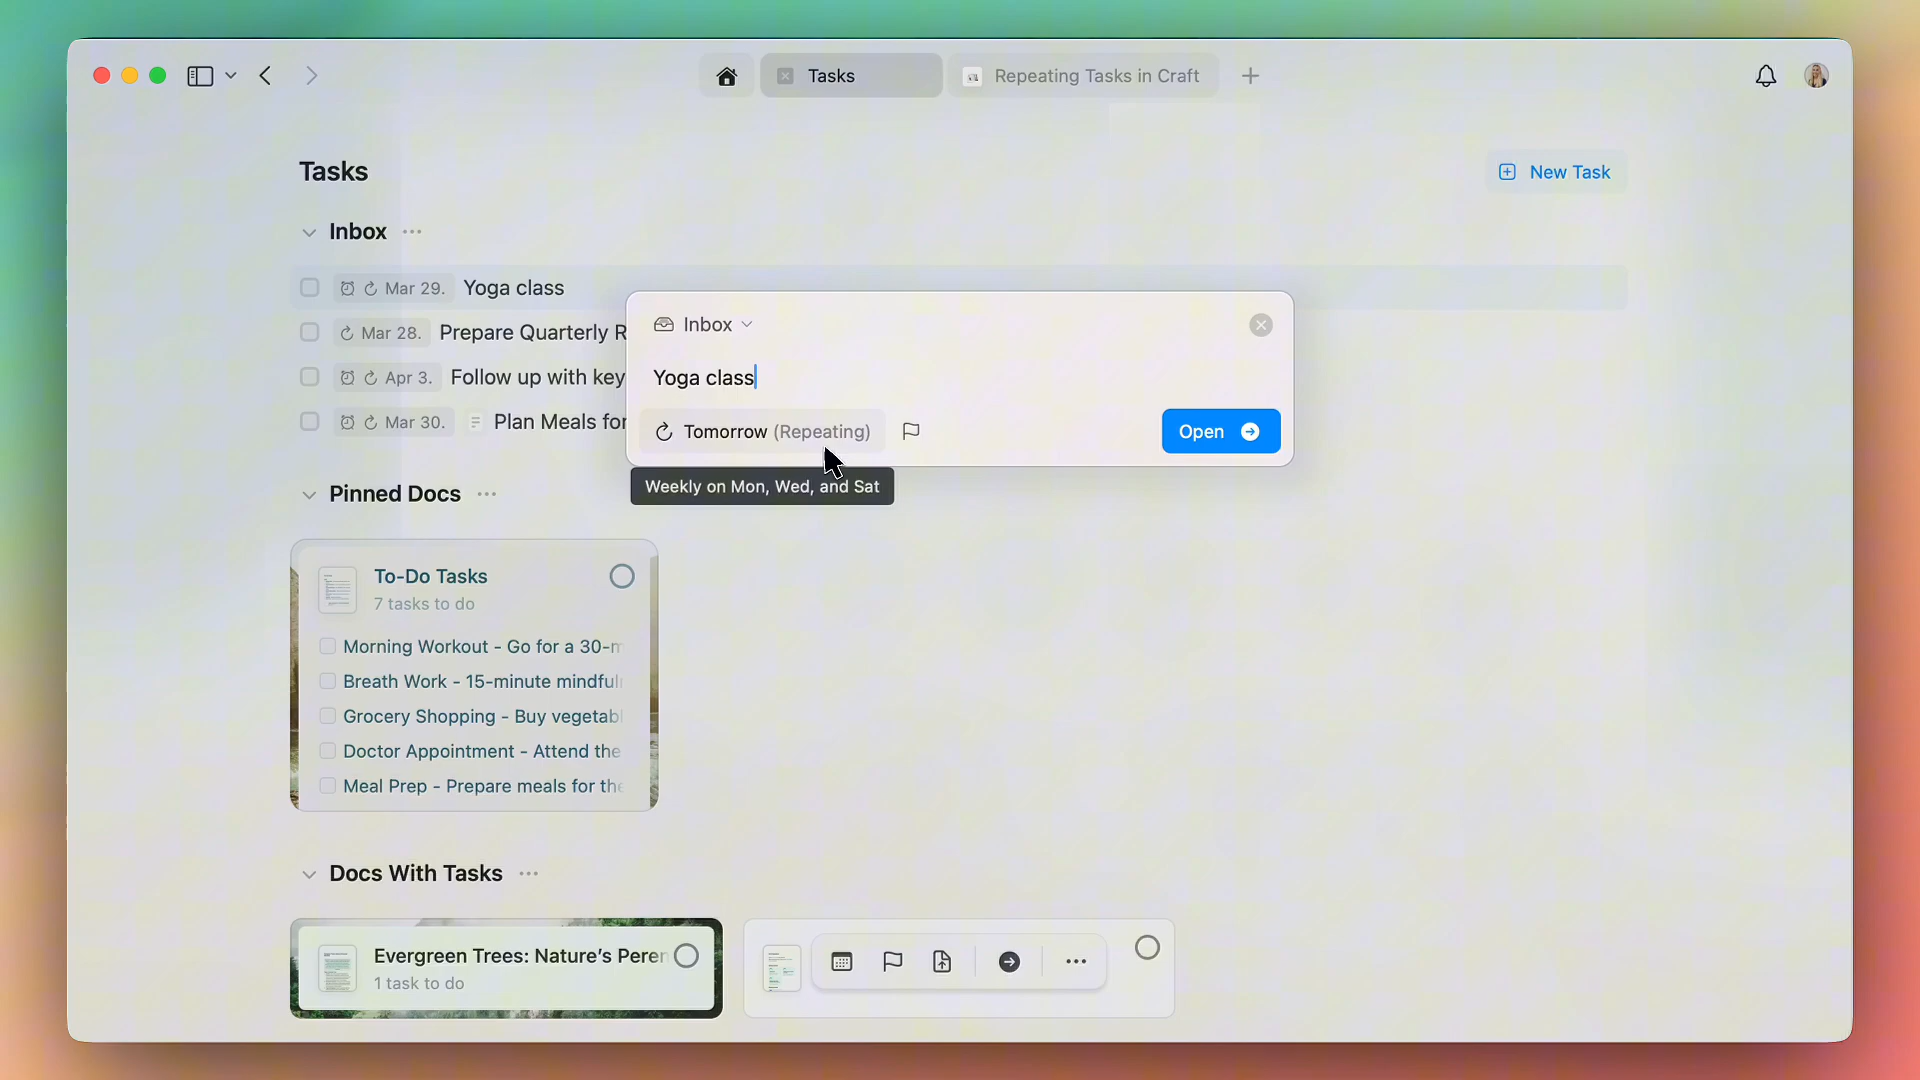 Tasks
Repeating Tasks in Craft
Tasks
New Task
Inbox
Mar 29. Yoga class
Mar 28. Prepare Quarterly R
Apr 3. Follow up with key
Mar 30. Plan Meals for
Inbox
Yoga class
Tomorrow (Repeating)
Open
Weekly on Mon, Wed, and Sat
Pinned Docs
To-Do Tasks
7 tasks to do
Morning Workout - Go for a 30-m
Breath Work - 15-minute mindful
Grocery Shopping - Buy vegetabl
Doctor Appointment - Attend the
Meal Prep - Prepare meals for the
Docs With Tasks
Evergreen Trees: Nature's Peren
1 task to do